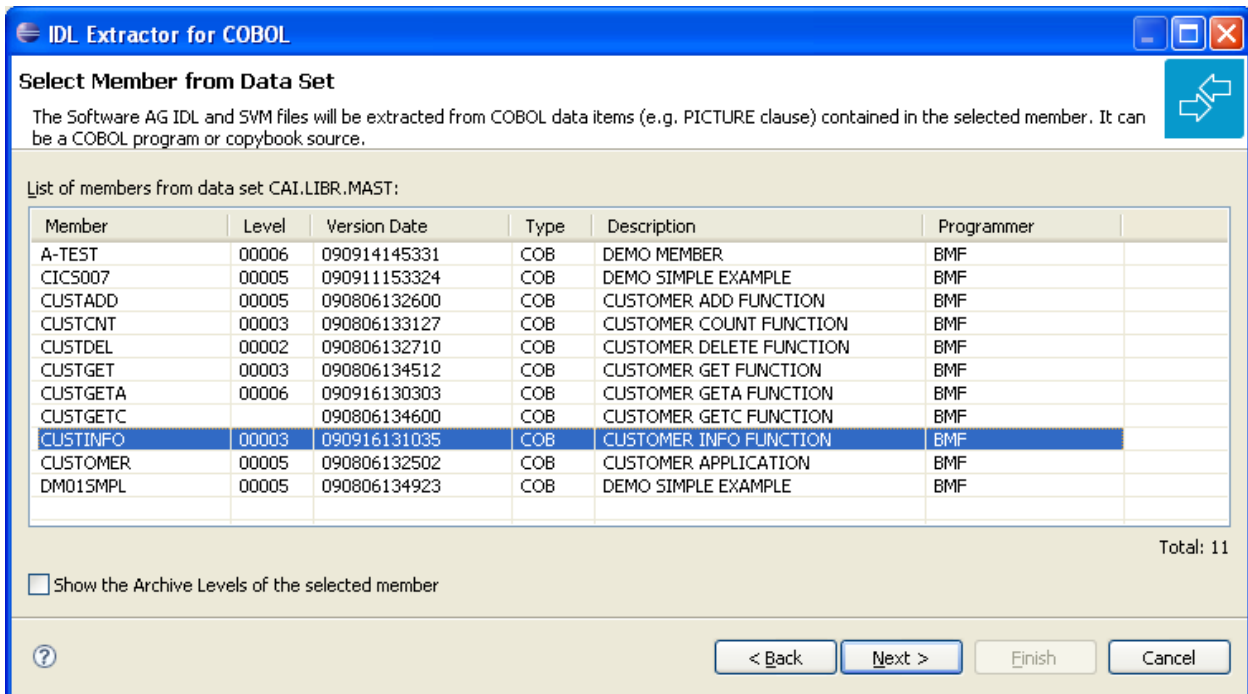 IDL Extractor for COBOL
Select Member from Data Set
The Software AG IDL and SVM files will be extracted from COBOL data items (e.g. PICTURE clause) contained in the selected member. It can
be a COBOL program or copybook source.
List of members from data set CAI.LIBR.MAST:
Member Level Version Date Type Description Programmer
A-TEST 00006 090914145331 COB DEMO MEMBER BMF
CICS007 00005 090911153324 COB DEMO SIMPLE EXAMPLE BMF
CUSTADD 00005 090806132600 COB CUSTOMER ADD FUNCTION BMF
CUSTCNT 00003 090806133127 COB CUSTOMER COUNT FUNCTION BMF
CUSTDEL 00002 090806132710 COB CUSTOMER DELETE FUNCTION BMF
CUSTGET 00003 090806134512 COB CUSTOMER GET FUNCTION BMF
CUSTGETA 00006 090916130303 COB CUSTOMER GETA FUNCTION BMF
CUSTGETC 090806134600 COB CUSTOMER GETC FUNCTION BMF
CUSTINFO 00003 090916131035 COB CUSTOMER INFO FUNCTION BMF
CUSTOMER 00005 090806132502 COB CUSTOMER APPLICATION BMF
DM01SMPL 00005 090806134923 COB DEMO SIMPLE EXAMPLE BMF
Total: 11
Show the Archive Levels of the selected member
? < Back Next > Finish Cancel